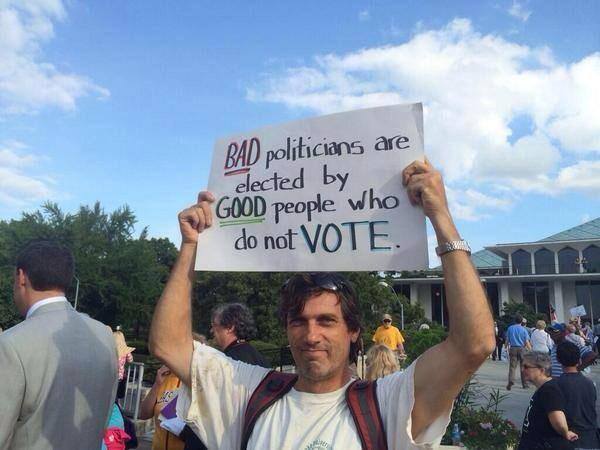 BAD politicians are
elected by
GOOD people who
do not VOTE.